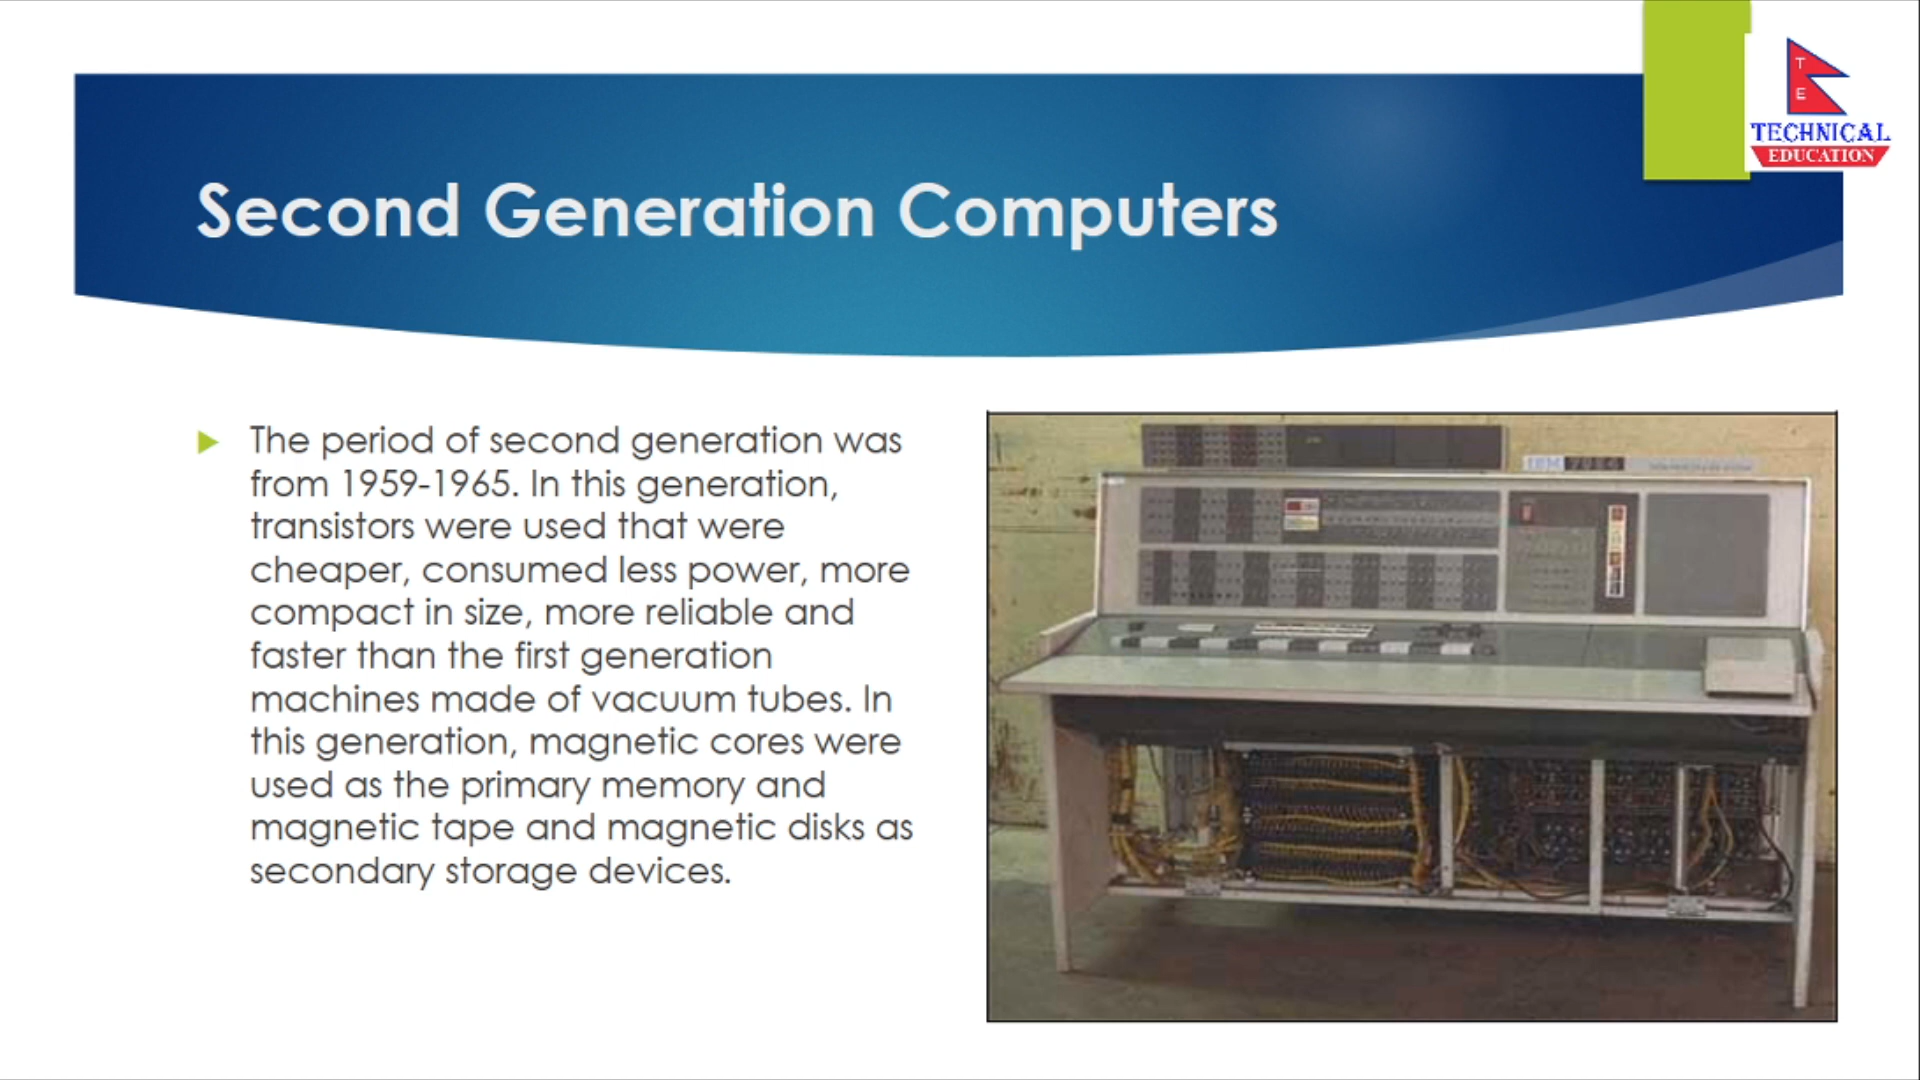 T
E
TECHNICAL
EDUCATION
Second Generation Computers
The period of second generation was
from 1959-1965. In this generation,
transistors were used that were
cheaper, consumed less power, more
compact in size, more reliable and
faster than the first generation
machines made of vacuum tubes. In
this generation, magnetic cores were
used as the primary memory and
magnetic tape and magnetic disks as
secondary storage devices.
IBM